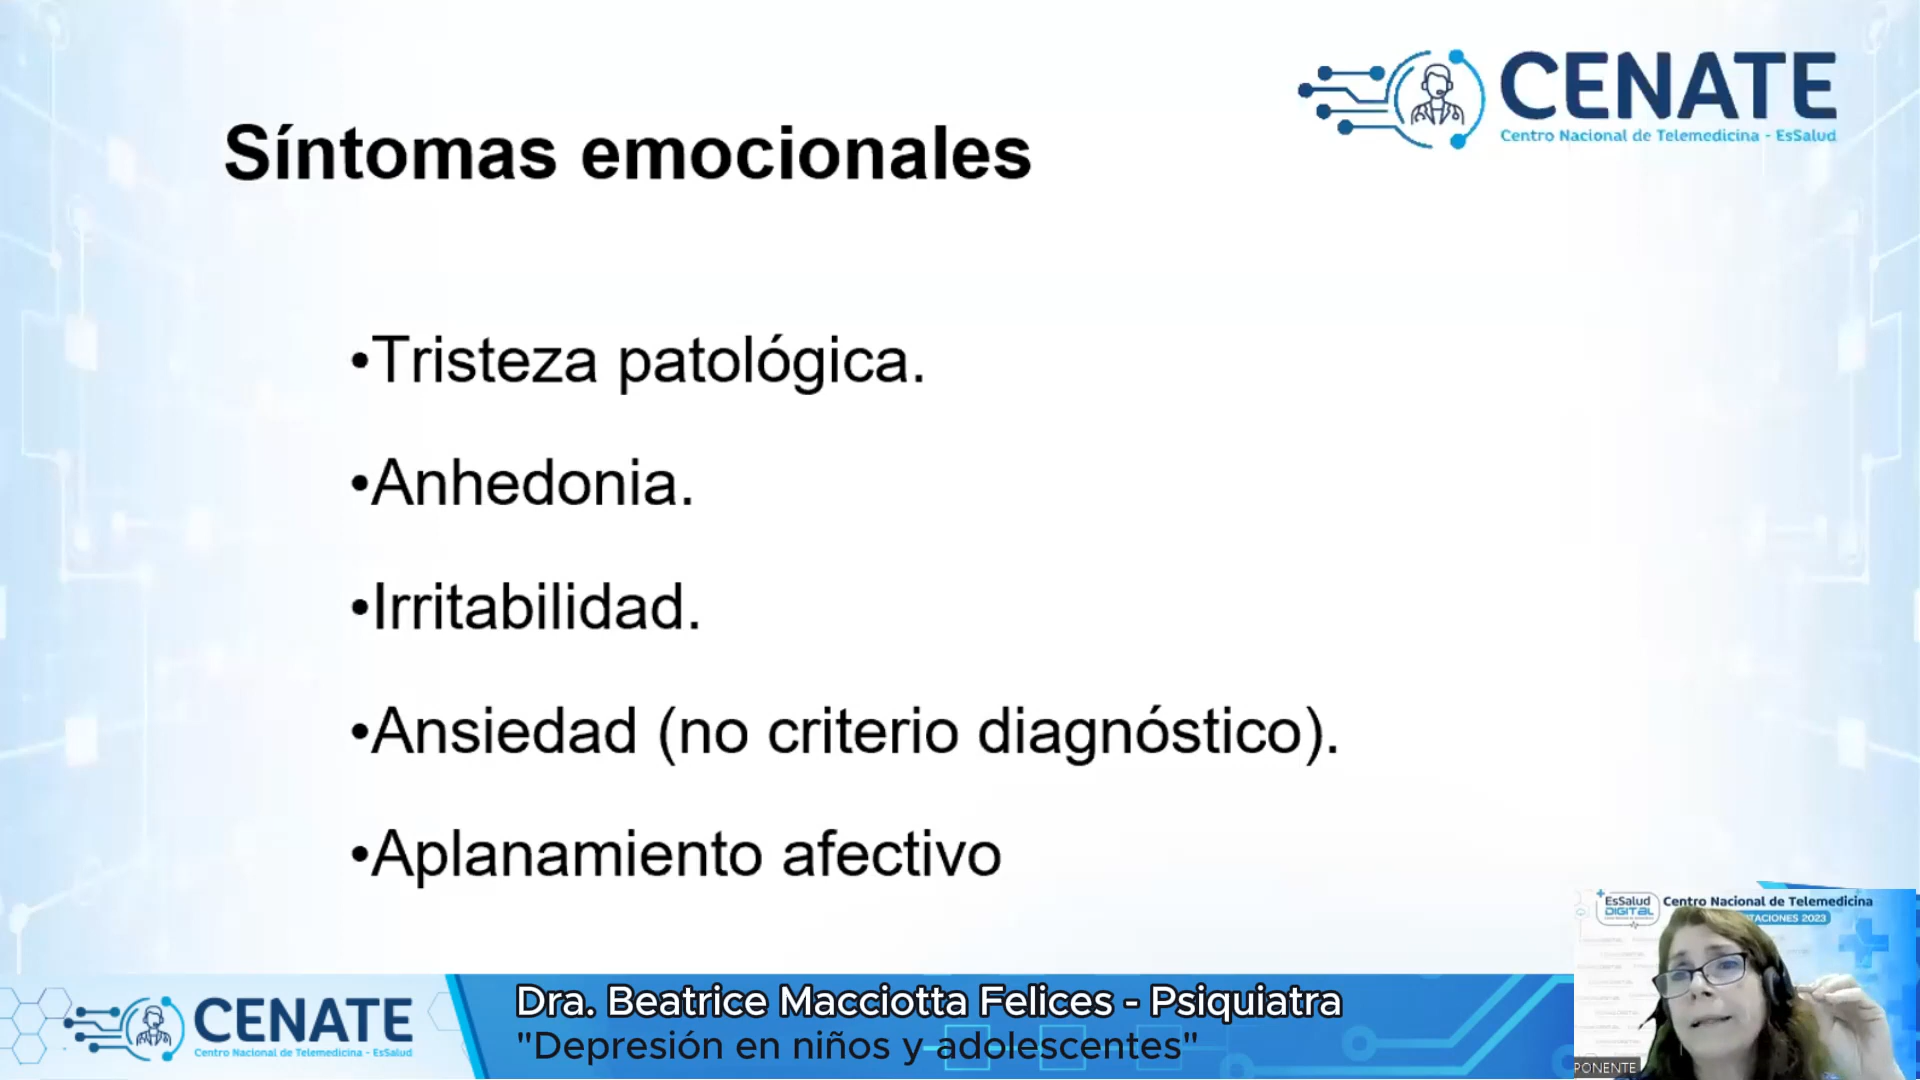 CENATE
Centro Nacional de Telemedicina - EsSalud
Síntomas emocionales
•Tristeza patológica.
•Anhedonia.
•Irritabilidad.
•Ansiedad (no criterio diagnóstico).
•Aplanamiento afectivo
EsSalud
DIGITAL
Centro Nacional de Telemedicina
TACIONES 2023
PONENTE
CENATE
Centro Nacional de Telemedicina - EsSalud
Dra. Beatrice Macciotta Felices - Psiquiatra
"Depresión en niños y adolescentes"